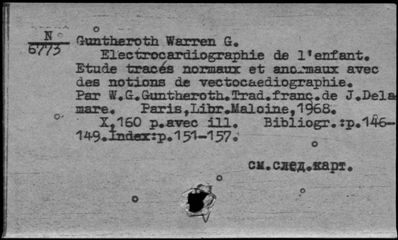 N
6773
Guntheroth Warren G.
Electrocardiographie de l'enfant.
Etude tracés normaux et anormaux avec
des notions de vectocardiographie.
Par W.G.Guntheroth.Trad.franc.de J.Dela-
mare. Paris,Libr.Maloine,1968.
X,160 p.avec ill. Bibliogr.:p.146-
149.Index:p.151-157.
см.след.карт.